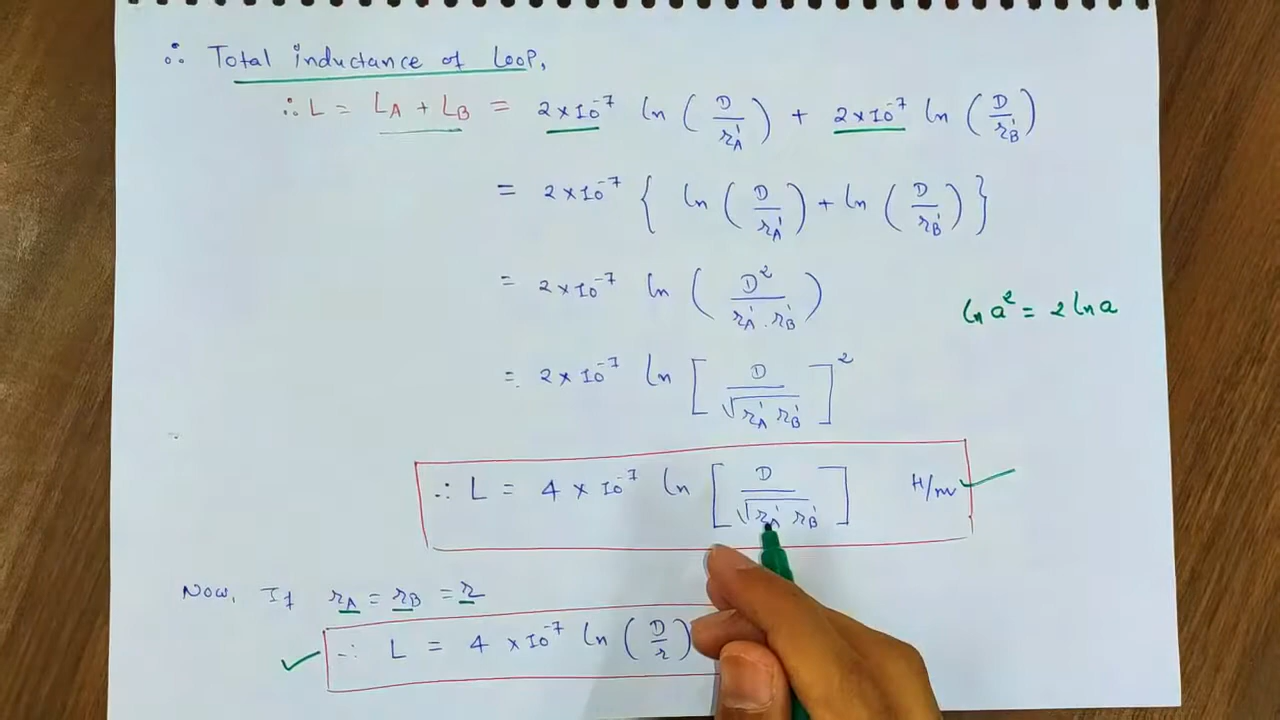 ∴ Total inductance of Loop,
∴ L = L_A + L_B = 2×10⁻⁷ ln (D/r'_A) + 2×10⁻⁷ ln (D/r'_B)
= 2×10⁻⁷ { ln (D/r'_A) + ln (D/r'_B) }
= 2×10⁻⁷ ln (D²/r'_A . r'_B)
ln a² = 2 ln a
= 2×10⁻⁷ ln [D/√(r'_A r'_B)]²
∴ L = 4×10⁻⁷ ln [D/√(r'_A r'_B)] H/m
Now, If r_A = r_B = r
∴ L = 4×10⁻⁷ ln (D/r)